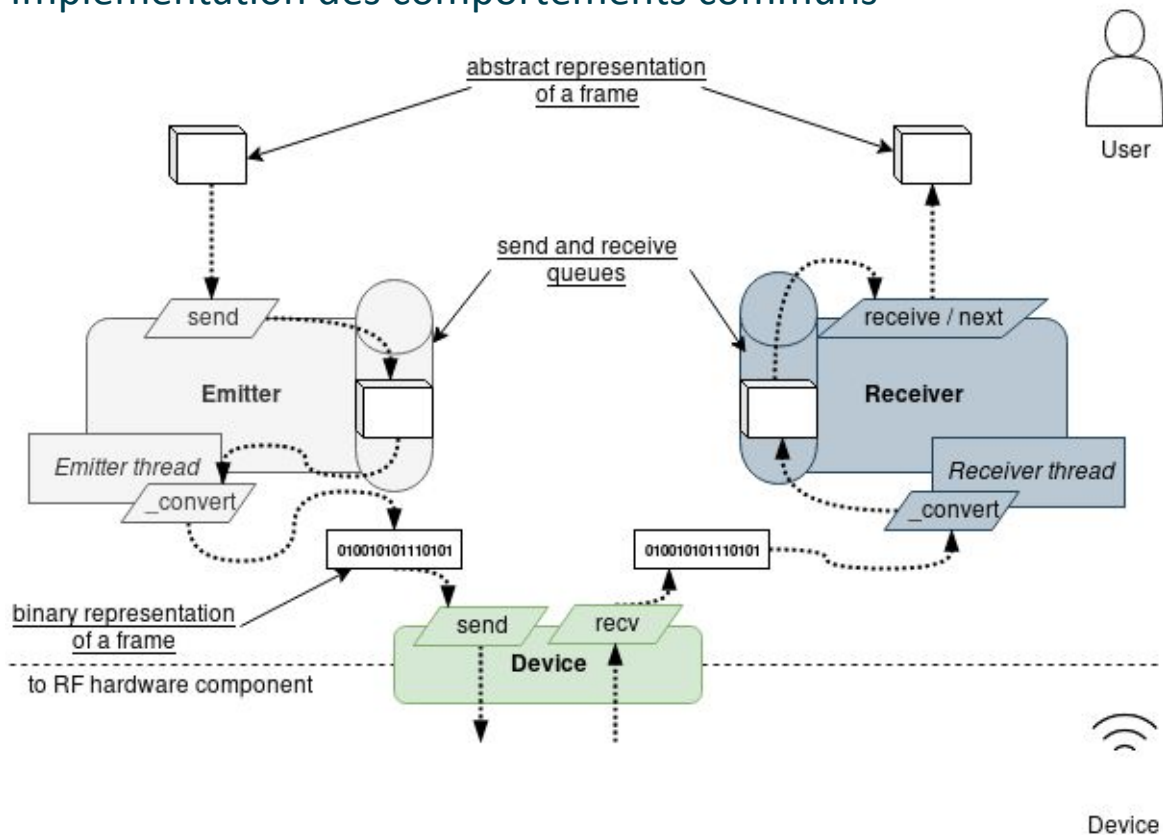 Implémentation des comportements communs
abstract representation
of a frame
User
send and receive
queues
send
receive / next
Emitter
Receiver
Emitter thread
Receiver thread
_convert
_convert
010010101110101
010010101110101
binary representation
of a frame
send
recv
Device
to RF hardware component
Device